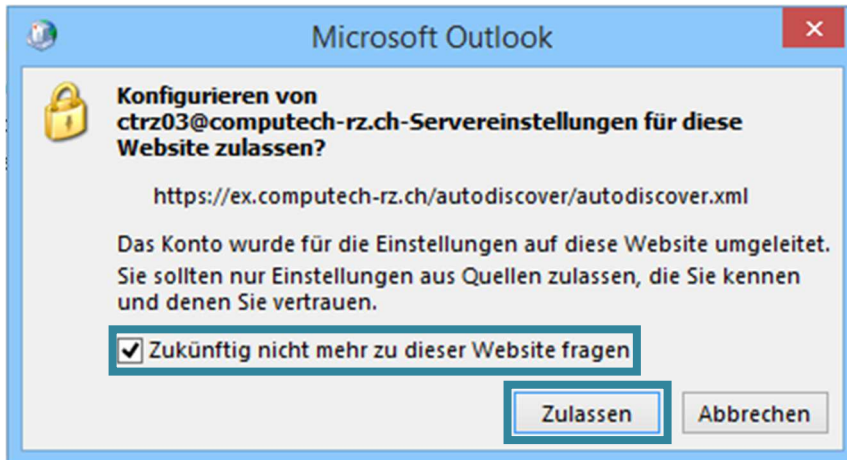 Microsoft Outlook
Konfigurieren von
ctrz03@computech-rz.ch-Servereinstellungen für diese
Website zulassen?
https://ex.computech-rz.ch/autodiscover/autodiscover.xml
Das Konto wurde für die Einstellungen auf diese Website umgeleitet.
Sie sollten nur Einstellungen aus Quellen zulassen, die Sie kennen
und denen Sie vertrauen.
Zukünftig nicht mehr zu dieser Website fragen
Zulassen Abbrechen